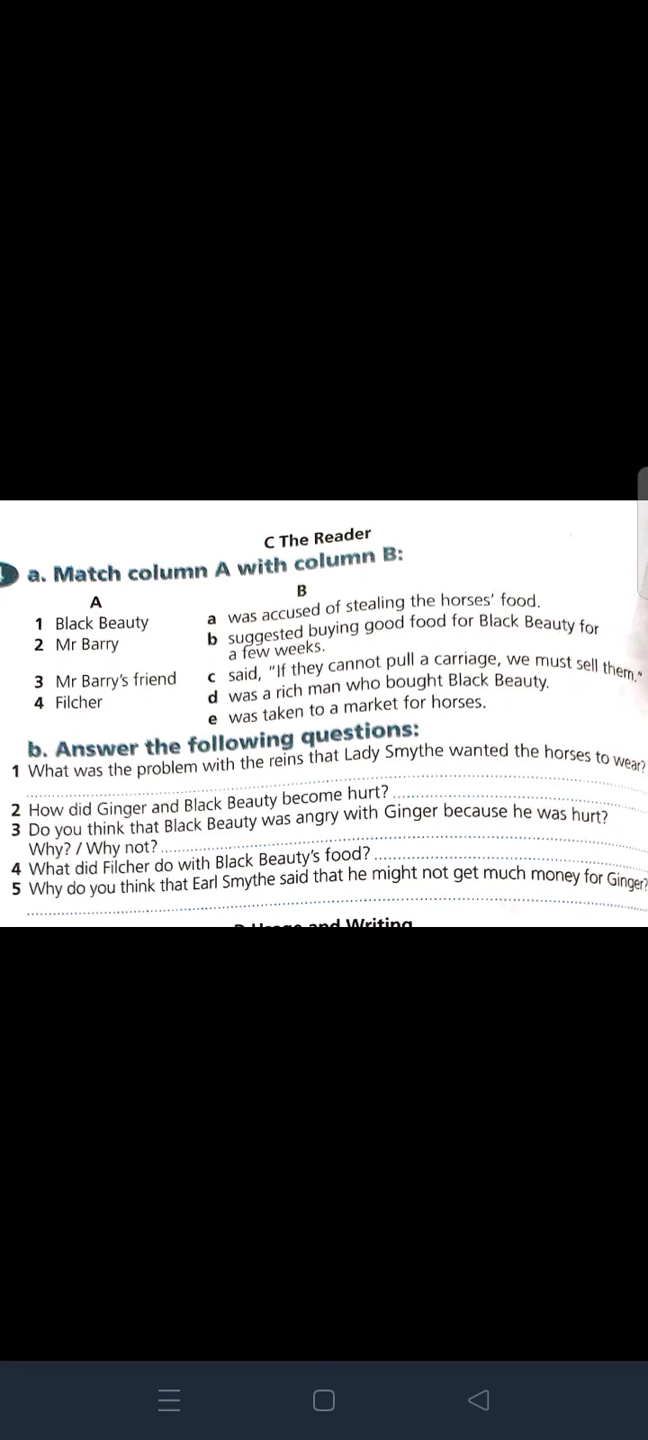 C The Reader
a. Match column A with column B:
A B
1 Black Beauty a was accused of stealing the horses' food.
2 Mr Barry b suggested buying good food for Black Beauty for
a few weeks.
3 Mr Barry's friend c said, "If they cannot pull a carriage, we must sell them."
4 Filcher d was a rich man who bought Black Beauty.
e was taken to a market for horses.
b. Answer the following questions:
1 What was the problem with the reins that Lady Smythe wanted the horses to wear?
2 How did Ginger and Black Beauty become hurt?
3 Do you think that Black Beauty was angry with Ginger because he was hurt?
Why? / Why not?
4 What did Filcher do with Black Beauty's food?
5 Why do you think that Earl Smythe said that he might not get much money for Ginger?
and Writing